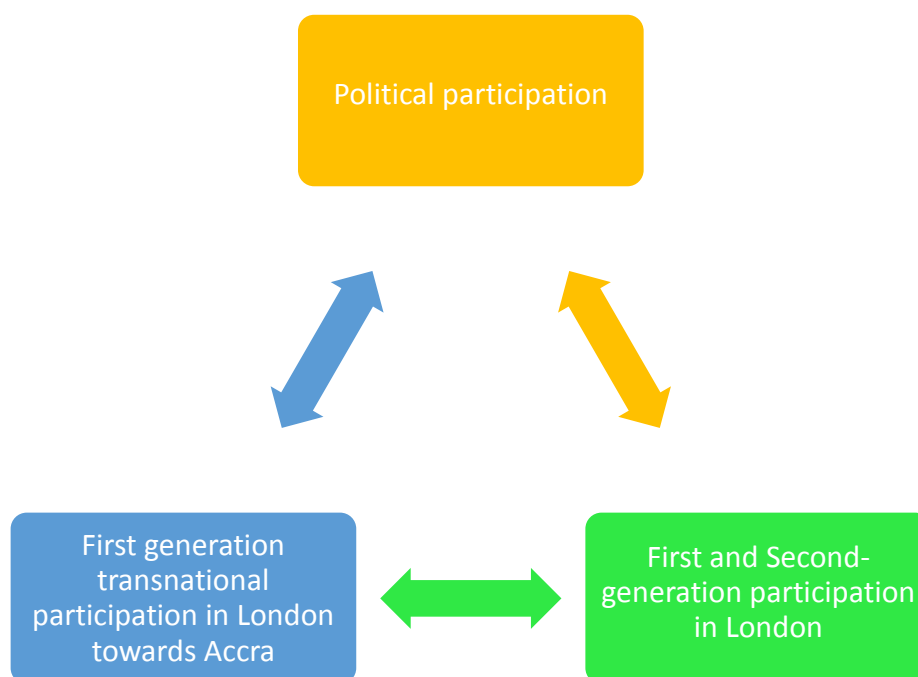 Political participation
First generation
transnational
participation in London
towards Accra
First and Second-
generation participation
in London